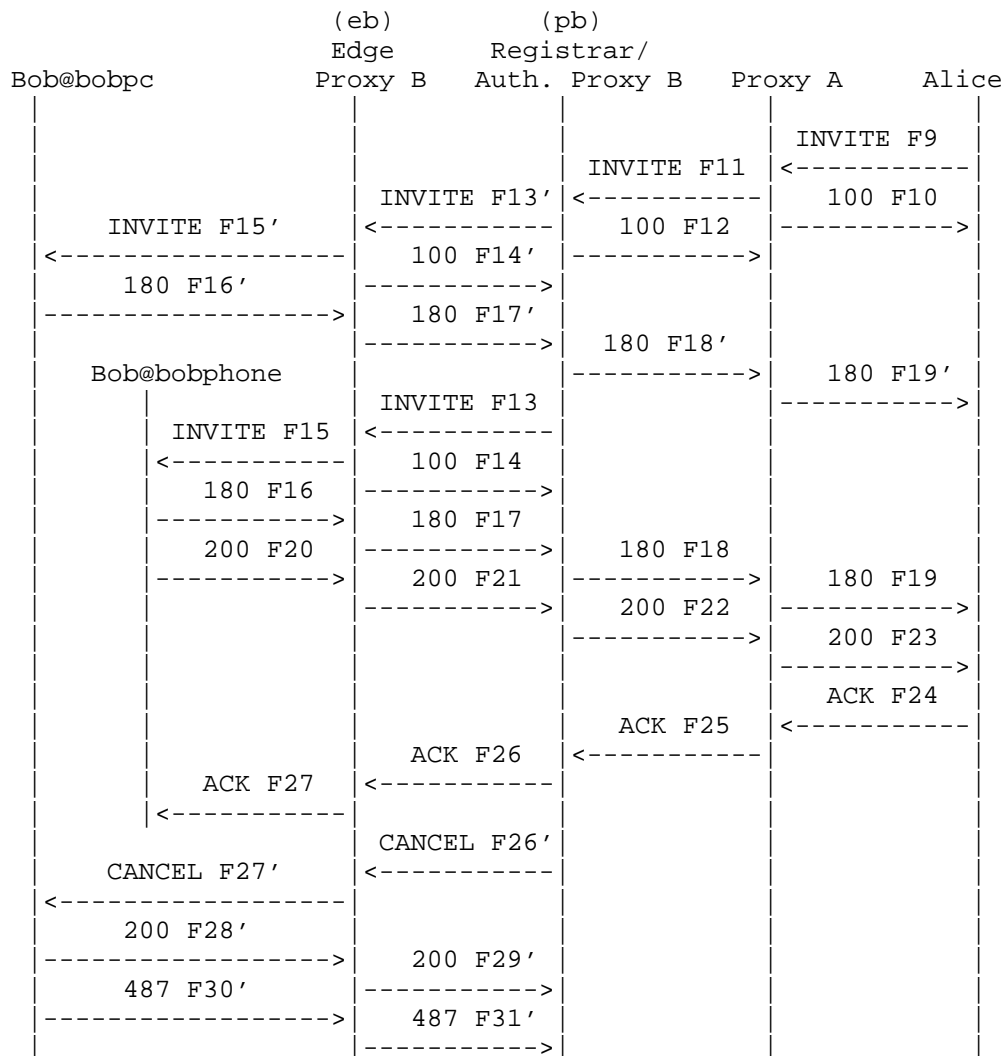 (eb) (pb)
Edge Registrar/
Bob@bobpc Proxy B Auth. Proxy B Proxy A Alice
INVITE F9
INVITE F11 <-----------
INVITE F13’ <----------- 100 F10
INVITE F15’ <----------- 100 F12 ----------->
<------------------ 100 F14’ ----------->
180 F16’ ----------->
------------------> 180 F17’
-----------> 180 F18’
Bob@bobphone -----------> 180 F19’
INVITE F13 ----------->
INVITE F15 <-----------
<----------- 100 F14
180 F16 ----------->
-----------> 180 F17
200 F20 -----------> 180 F18
-----------> 200 F21 -----------> 180 F19
-----------> 200 F22 ----------->
-----------> 200 F23
----------->
ACK F24
ACK F25 <-----------
ACK F26 <-----------
ACK F27 <-----------
<-----------
CANCEL F26’
CANCEL F27’ <-----------
<------------------
200 F28’
------------------> 200 F29’
487 F30’ ----------->
------------------> 487 F31’
----------->